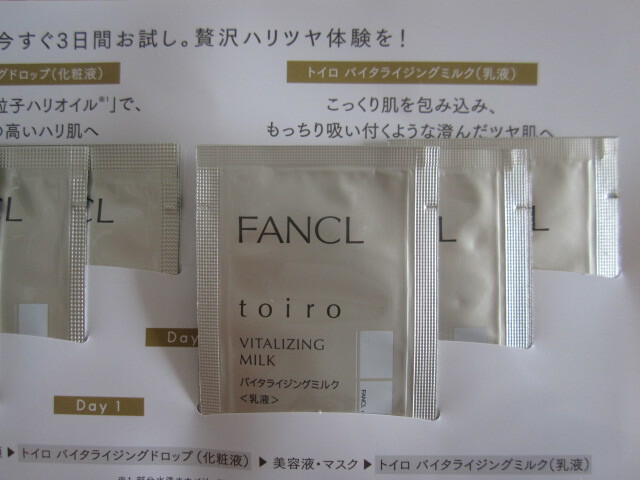 今すぐ3日間お試し。贅沢ハリツヤ体験を！
グドロップ(化粧液)
トイロ バイタライジングミルク(乳液)
粒子ハリオイル※1」で、
の高いハリ肌へ
こっくり肌を包み込み、
もっちり吸い付くような澄んだツヤ肌へ
CL
CL
FANCL
L
L
toiro
VITALIZING
MILK
バイタライジングミルク
<乳液>
FANCL
Day
Day 1
▶ トイロ バイタライジングドロップ(化粧液) ▶ 美容液・マスク ▶ トイロ バイタライジングミルク(乳液)